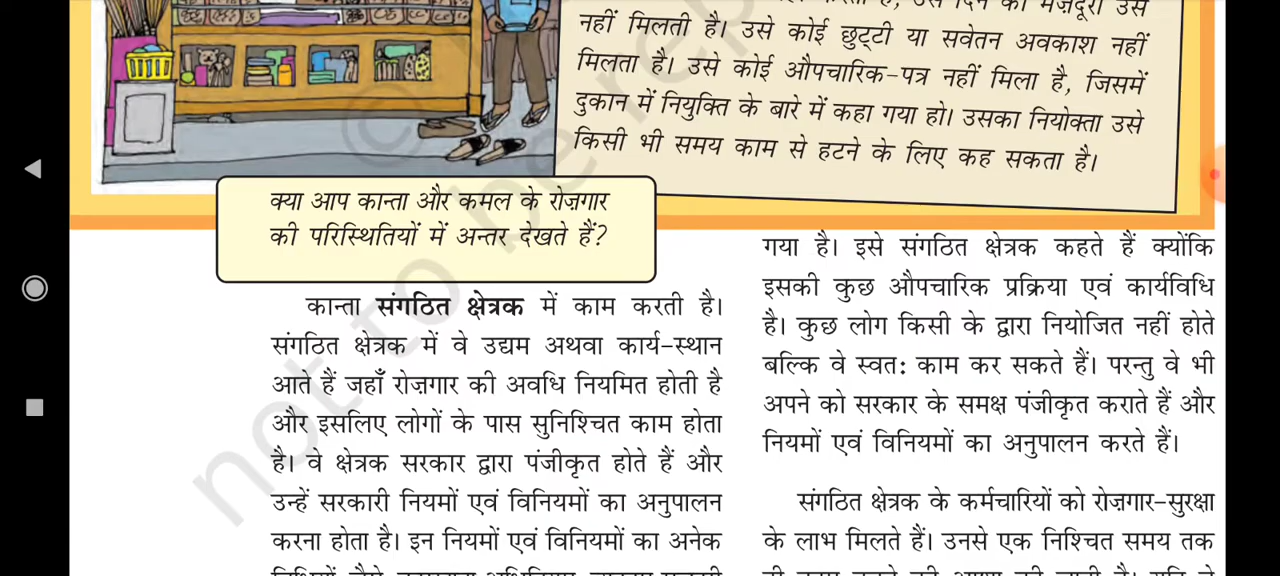 नहीं मिलती है। उसे कोई छुट्टी या सवेतन अवकाश नहीं
मिलता है। उसे कोई औपचारिक-पत्र नहीं मिला है, जिसमें
दुकान में नियुक्ति के बारे में कहा गया हो। उसका नियोक्ता उसे
किसी भी समय काम से हटने के लिए कह सकता है।
क्या आप कान्ता और कमल के रोज़गार
की परिस्थितियों में अन्तर देखते हैं?
कान्ता संगठित क्षेत्रक में काम करती है।
संगठित क्षेत्रक में वे उद्यम अथवा कार्य-स्थान
आते हैं जहाँ रोज़गार की अवधि नियमित होती है
और इसलिए लोगों के पास सुनिश्चित काम होता
है। वे क्षेत्रक सरकार द्वारा पंजीकृत होते हैं और
उन्हें सरकारी नियमों एवं विनियमों का अनुपालन
करना होता है। इन नियमों एवं विनियमों का अनेक
गया है। इसे संगठित क्षेत्रक कहते हैं क्योंकि
इसकी कुछ औपचारिक प्रक्रिया एवं कार्यविधि
है। कुछ लोग किसी के द्वारा नियोजित नहीं होते
बल्कि वे स्वत: काम कर सकते हैं। परन्तु वे भी
अपने को सरकार के समक्ष पंजीकृत कराते हैं और
नियमों एवं विनियमों का अनुपालन करते हैं।
संगठित क्षेत्रक के कर्मचारियों को रोज़गार-सुरक्षा
के लाभ मिलते हैं। उनसे एक निश्चित समय तक
not to be rep